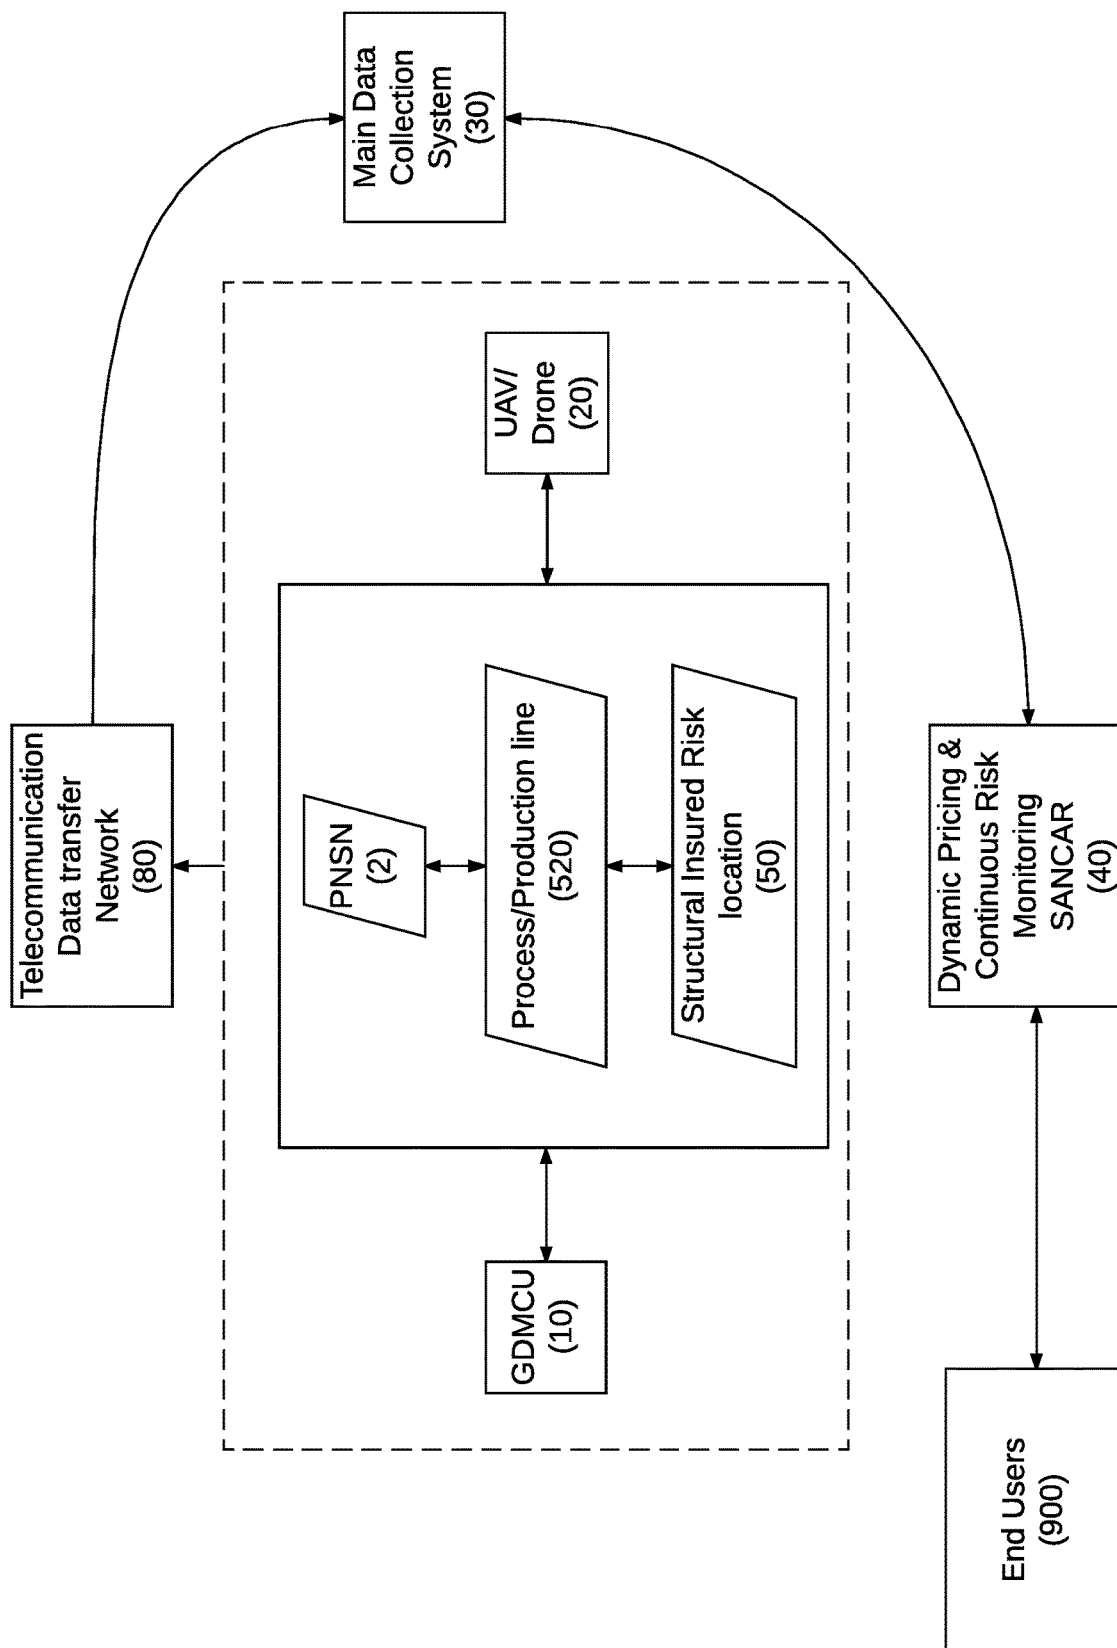 Telecommunication
Data transfer
Network
(80)
Main Data
Collection
System
(30)
PNSN
(2)
Process/Production line
(520)
Structural Insured Risk
location
(50)
GDMCU
(10)
UAV/
Drone
(20)
End Users
(900)
Dynamic Pricing &
Continuous Risk
Monitoring
SANCAR
(40)